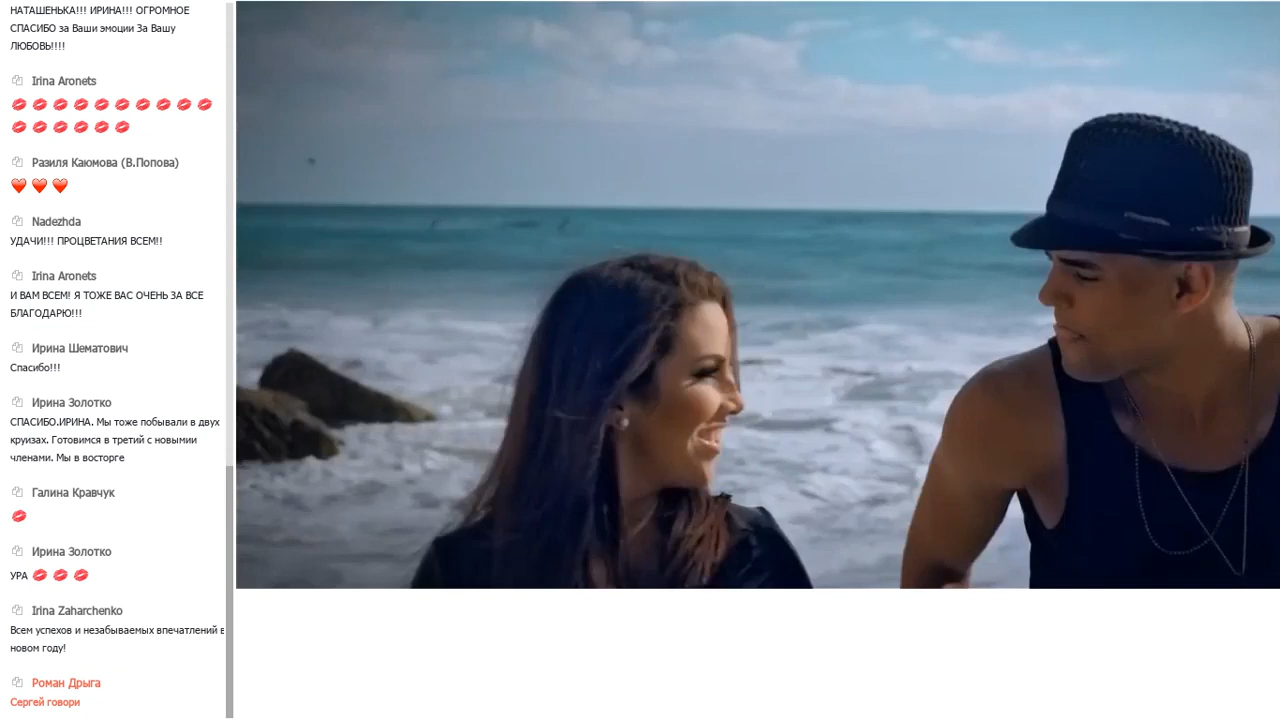 НАТАШЕНЬКА!!! ИРИНА!!! ОГРОМНОЕ
СПАСИБО за Ваши эмоции За Вашу
ЛЮБОВЬ!!!!
Irina Aronets
Разиля Каюмова (В.Попова)
Nadezhda
УДАЧИ!!! ПРОЦВЕТАНИЯ ВСЕМ!!
Irina Aronets
И ВАМ ВСЕМ! Я ТОЖЕ ВАС ОЧЕНЬ ЗА ВСЕ
БЛАГОДАРЮ!!!
Ирина Шематович
Спасибо!!!
Ирина Золотко
СПАСИБО.ИРИНА. Мы тоже побывали в двух
круизах. Готовимся в третий с новымии
членами. Мы в восторге
Галина Кравчук
Ирина Золотко
УРА
Irina Zaharchenko
Всем успехов и незабываемых впечатлений в
новом году!
Роман Дрыга
Сергей говори